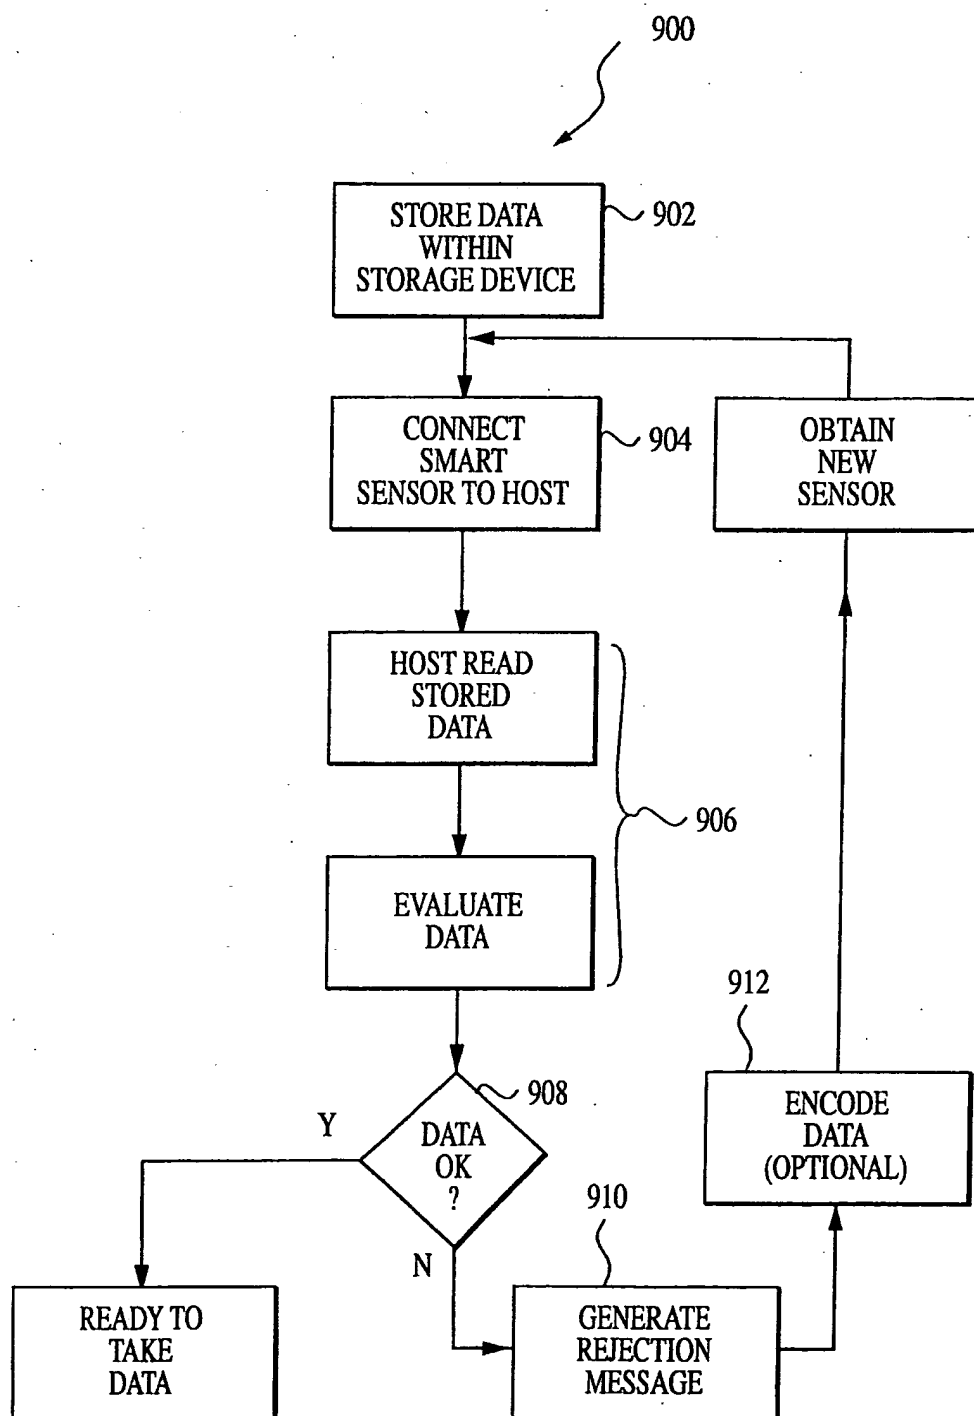 900
STORE DATA
WITHIN
STORAGE DEVICE
902
CONNECT
SMART
SENSOR TO HOST
904
OBTAIN
NEW
SENSOR
HOST READ
STORED
DATA
906
EVALUATE
DATA
912
908
Y
DATA
OK
?
ENCODE
DATA
(OPTIONAL)
910
N
READY TO
TAKE
DATA
GENERATE
REJECTION
MESSAGE